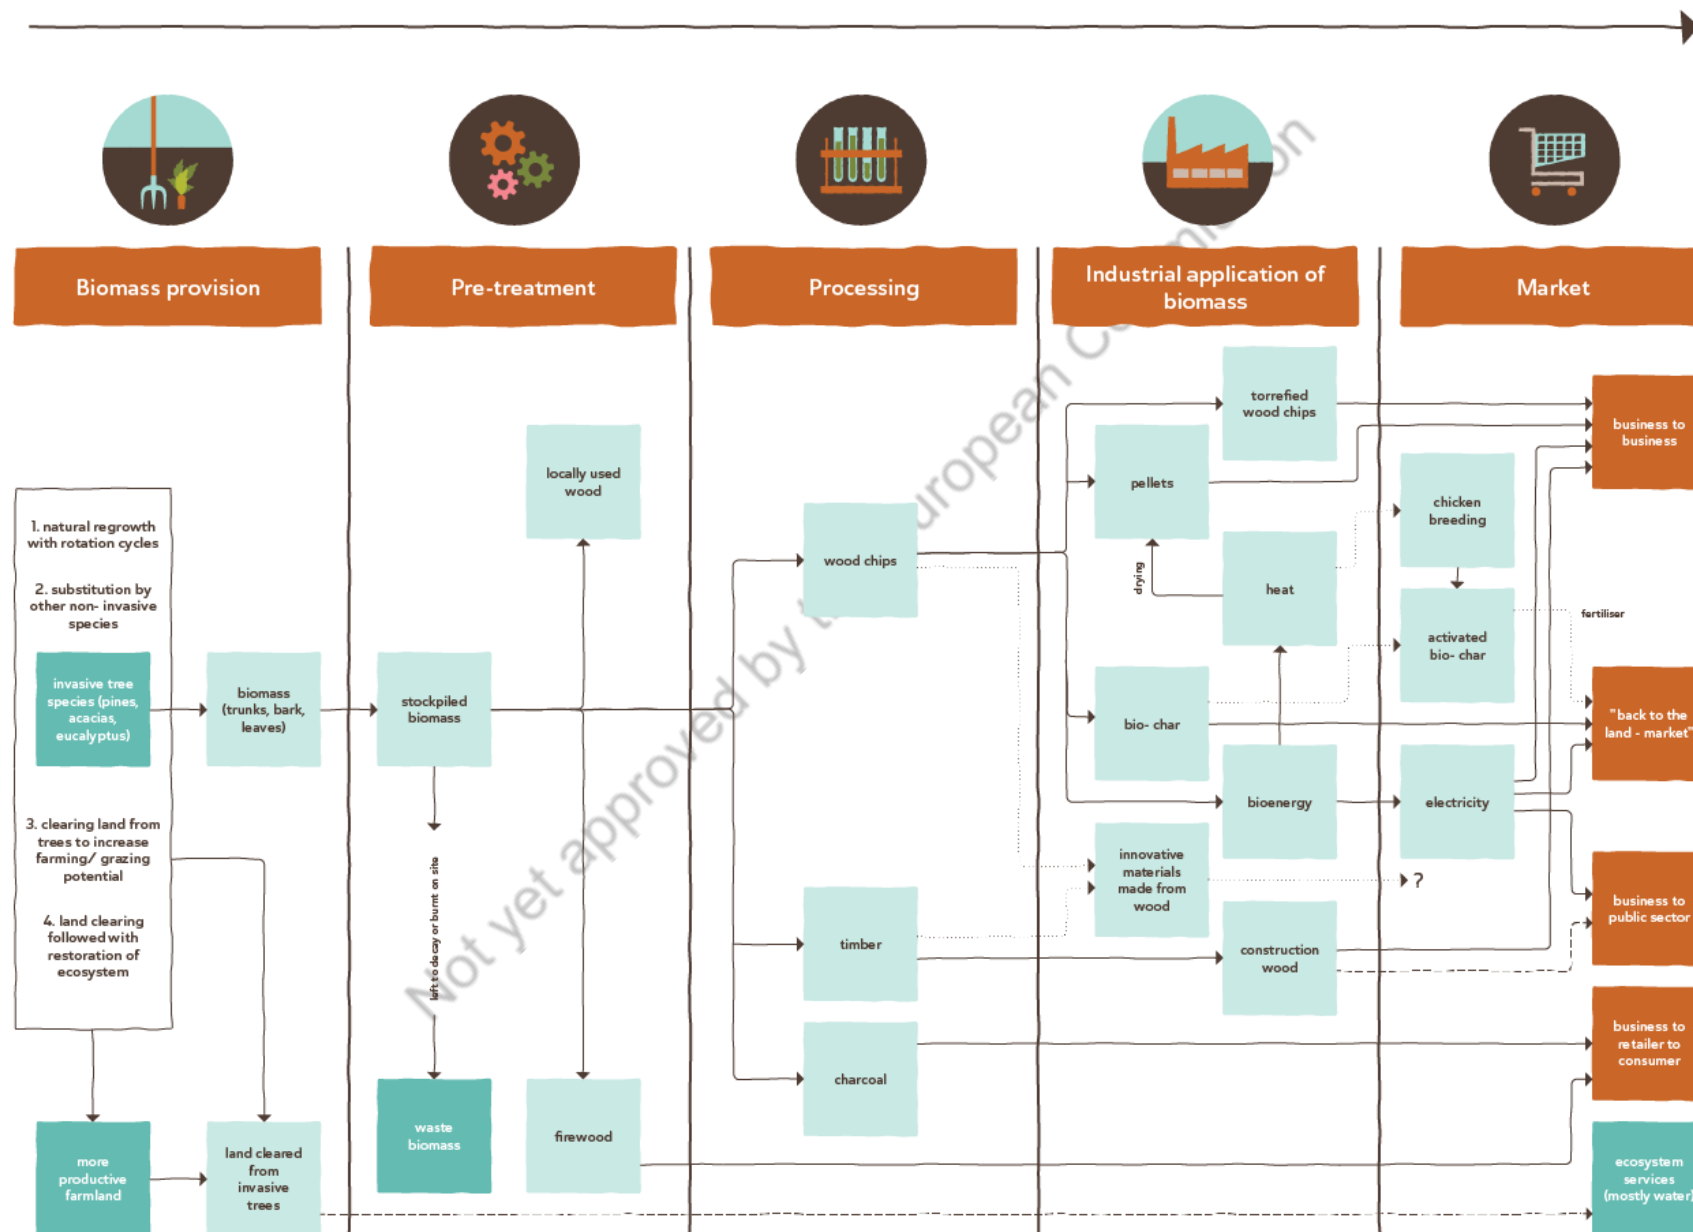 Biomass provision
Pre-treatment
Processing
Industrial application of
biomass
Market
1. natural regrowth
with rotation cycles
2. substitution by
other non- invasive
species
invasive tree
species (pines,
acacias,
eucalyptus)
3. clearing land from
trees to increase
farming/ grazing
potential
4. land clearing
followed with
restoration of
ecosystem
biomass
(trunks, bark,
leaves)
more
productive
farmland
land cleared
from
invasive
trees
locally used
wood
stockpiled
biomass
left to decay or burnt on site
waste
biomass
firewood
wood chips
timber
charcoal
torrefied
wood chips
pellets
drying
heat
bio- char
bioenergy
innovative
materials
made from
wood
construction
wood
chicken
breeding
activated
bio- char
fertiliser
electricity
?
business to
business
"back to the
land - market"
business to
public sector
business to
retailer to
consumer
ecosystem
services
(mostly water)
Not yet approved by t uropean Co mi on